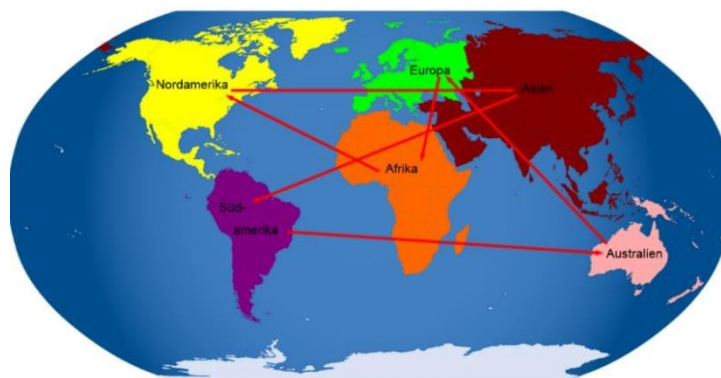 Europa
Nordamerika
Asien
Afrika
Süd-
amerika
Australien